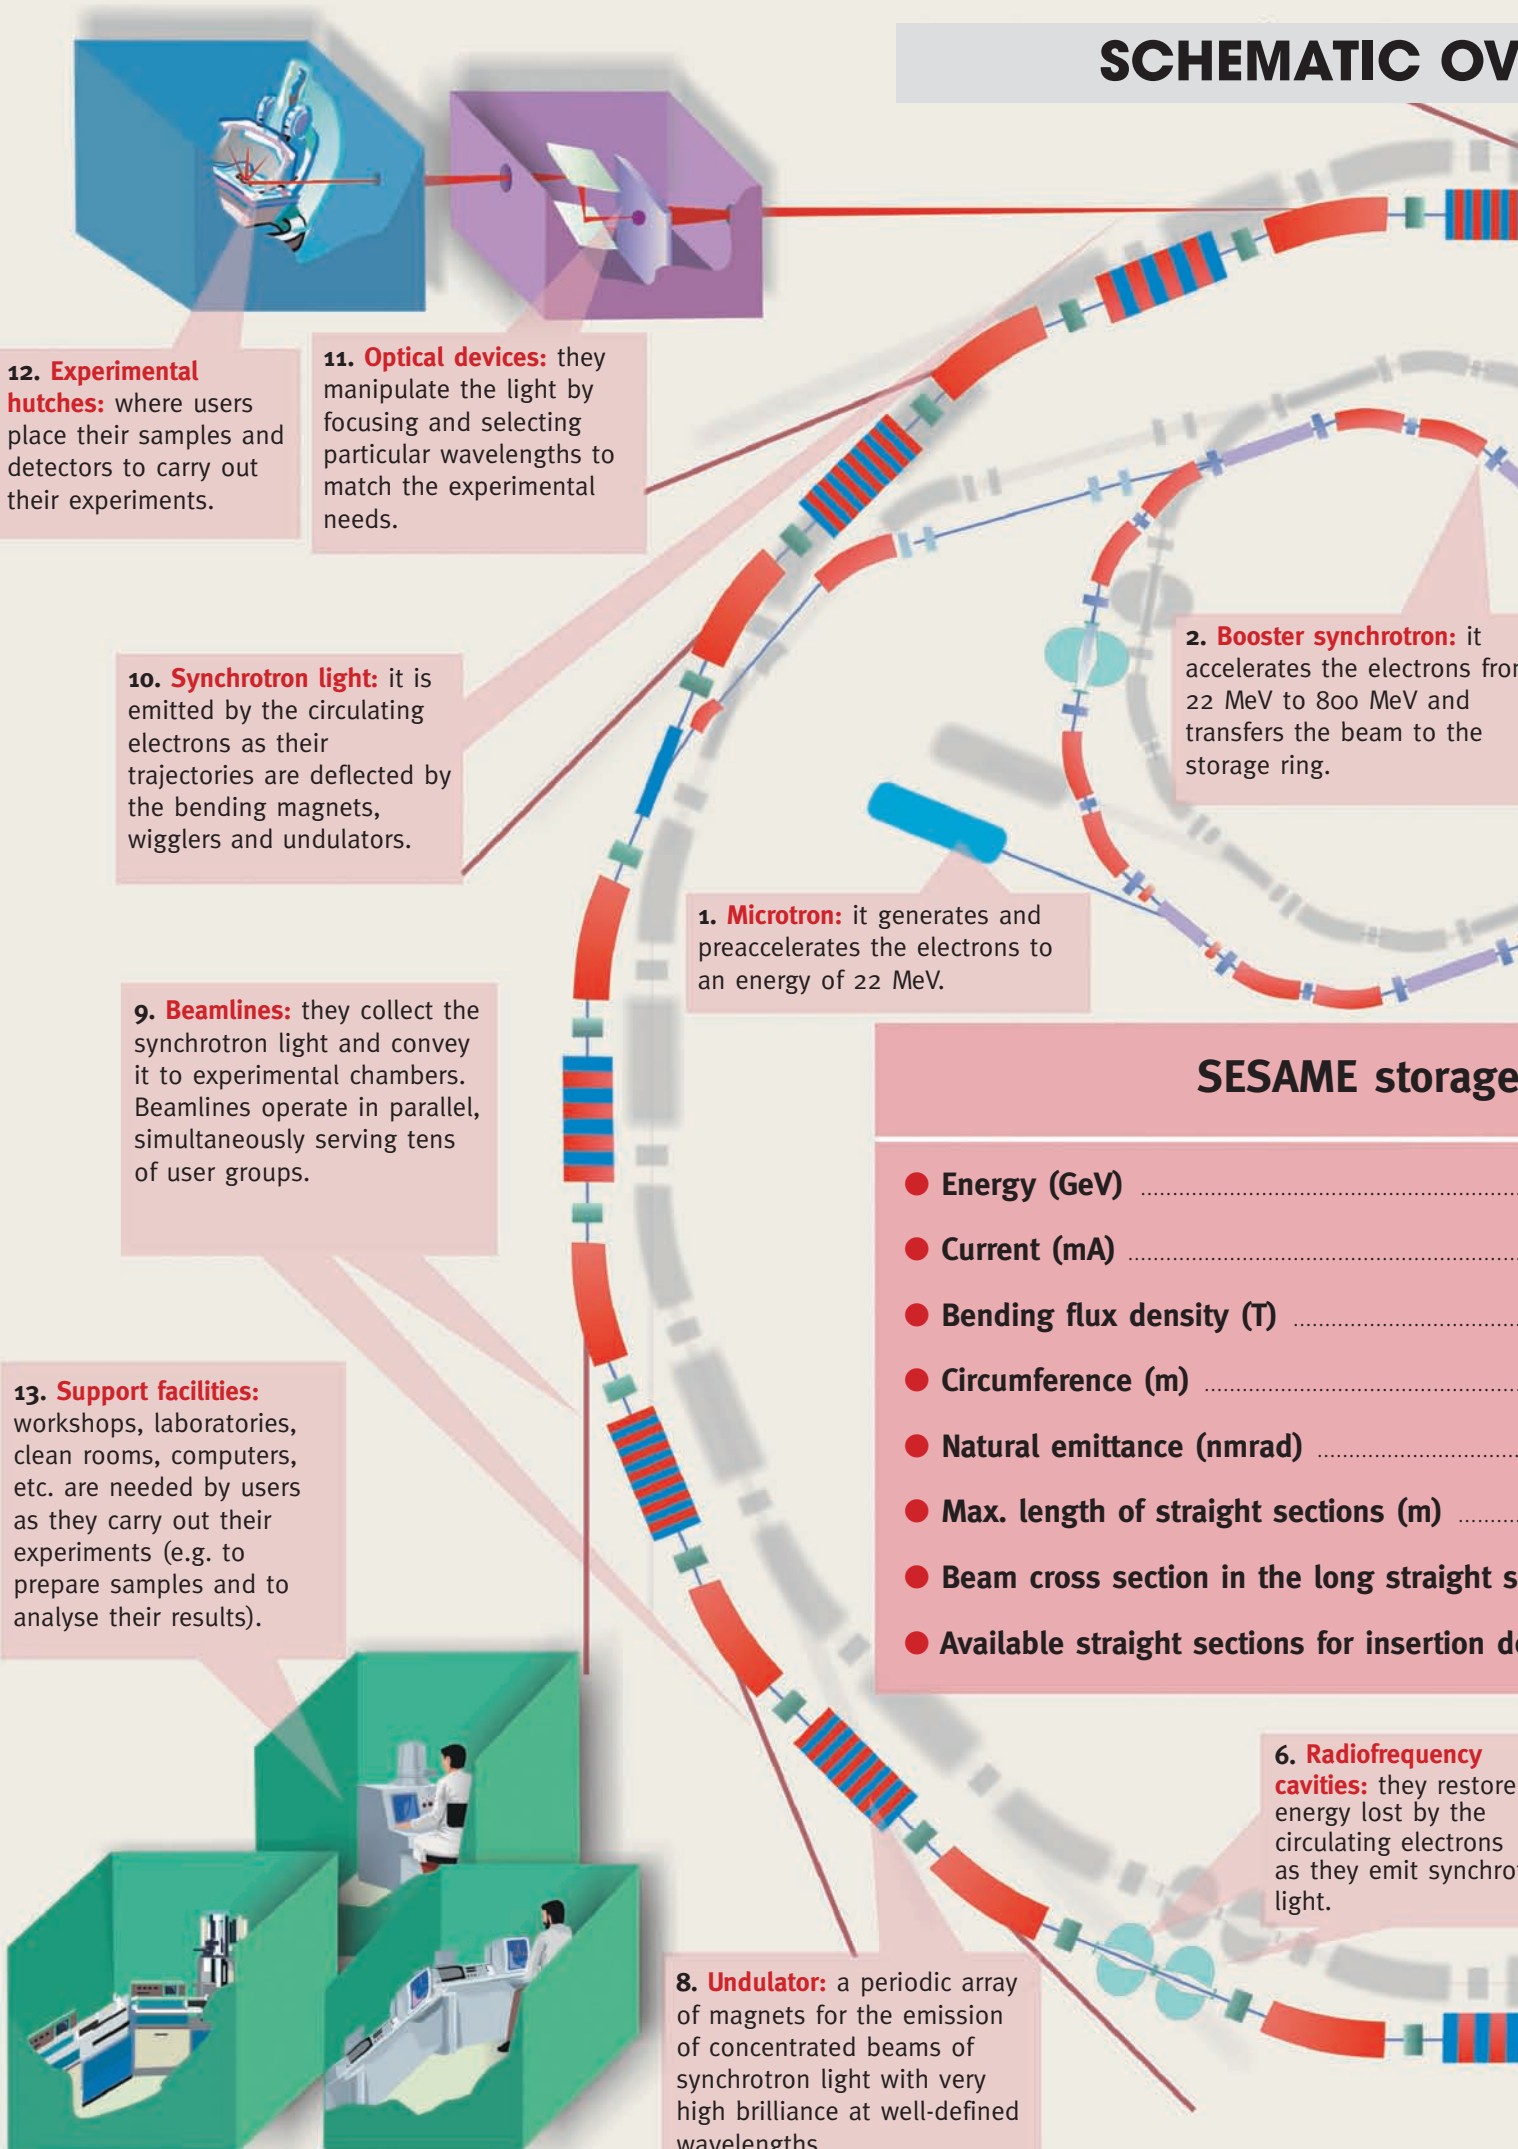 SCHEMATIC OV
12. Experimental
hutches: where users
place their samples and
detectors to carry out
their experiments.
11. Optical devices: they
manipulate the light by
focusing and selecting
particular wavelengths to
match the experimental
needs.
10. Synchrotron light: it is
emitted by the circulating
electrons as their
trajectories are deflected by
the bending magnets,
wigglers and undulators.
2. Booster synchrotron: it
accelerates the electrons from
22 MeV to 800 MeV and
transfers the beam to the
storage ring.
1. Microtron: it generates and
preaccelerates the electrons to
an energy of 22 MeV.
9. Beamlines: they collect the
synchrotron light and convey
it to experimental chambers.
Beamlines operate in parallel,
simultaneously serving tens
of user groups.
SESAME storage
Energy (GeV)
Current (mA)
Bending flux density (T)
Circumference (m)
Natural emittance (nmrad)
Max. length of straight sections (m)
Beam cross section in the long straight s
Available straight sections for insertion de
13. Support facilities:
workshops, laboratories,
clean rooms, computers,
etc. are needed by users
as they carry out their
experiments (e.g. to
prepare samples and to
analyse their results).
6. Radiofrequency
cavities: they restore
energy lost by the
circulating electrons
as they emit synchrot
light.
8. Undulator: a periodic array
of magnets for the emission
of concentrated beams of
synchrotron light with very
high brilliance at well-defined
wavelengths